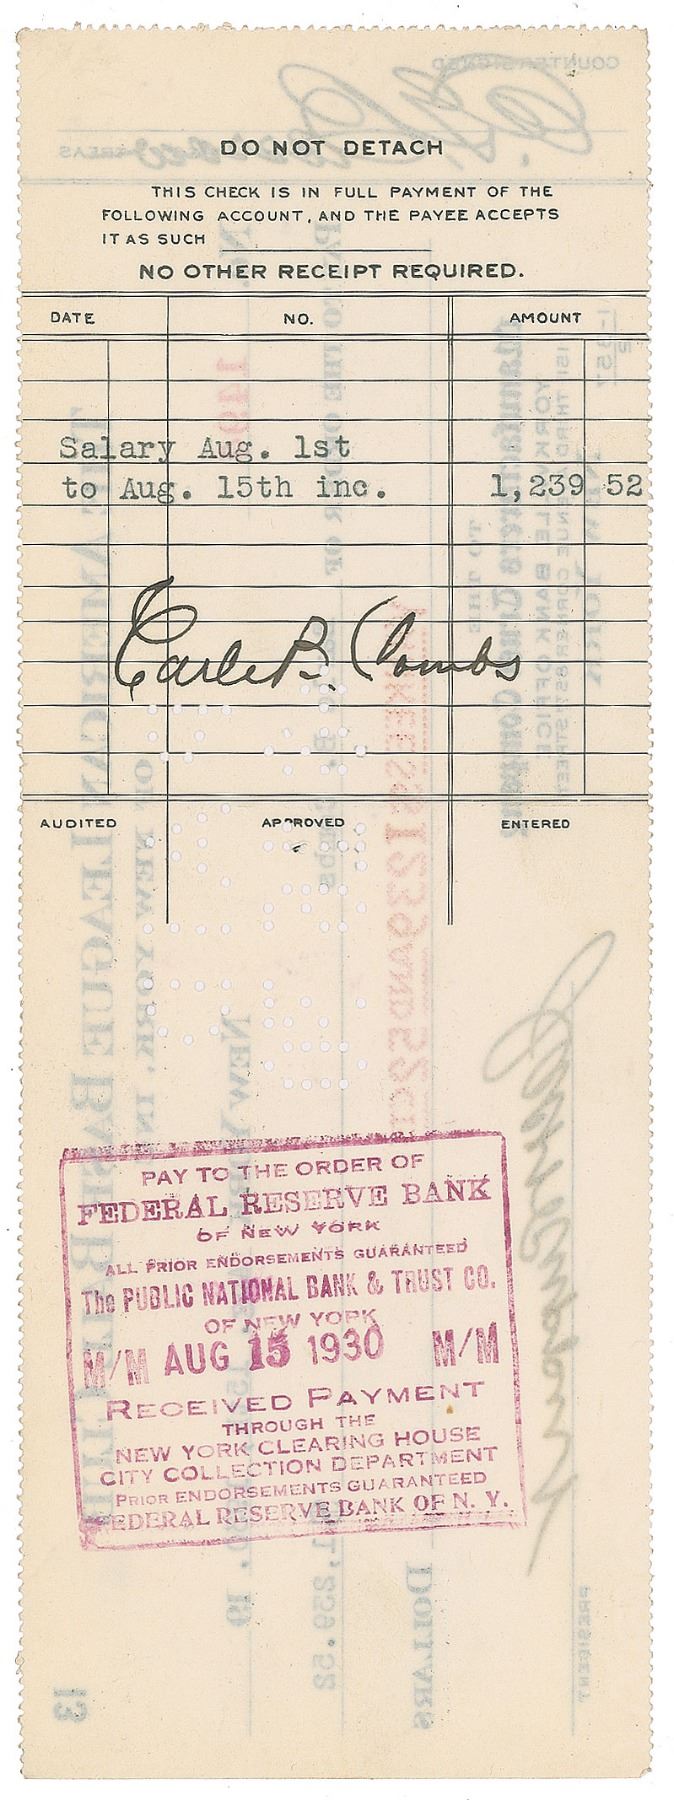 DO NOT DETACH
THIS CHECK IS IN FULL PAYMENT OF THE
FOLLOWING ACCOUNT, AND THE PAYEE ACCEPTS
IT AS SUCH
NO OTHER RECEIPT REQUIRED.
DATE NO. AMOUNT
Salary Aug. 1st
to Aug. 15th inc. 1,239 52
Earle B. Combs
AUDITED APPROVED ENTERED
PAY TO THE ORDER OF
FEDERAL RESERVE BANK
OF NEW YORK
ALL PRIOR ENDORSEMENTS GUARANTEED
The PUBLIC NATIONAL BANK & TRUST CO.
OF NEW YORK
M/M AUG 15 1930 M/M
RECEIVED PAYMENT
THROUGH THE
NEW YORK CLEARING HOUSE
CITY COLLECTION DEPARTMENT
PRIOR ENDORSEMENTS GUARANTEED
FEDERAL RESERVE BANK OF N. Y.